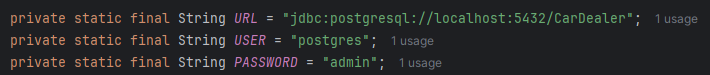 private static final String URL = "jdbc:postgresql://localhost:5432/CarDealer"; 1 usage
private static final String USER = "postgres"; 1 usage
private static final String PASSWORD = "admin"; 1 usage